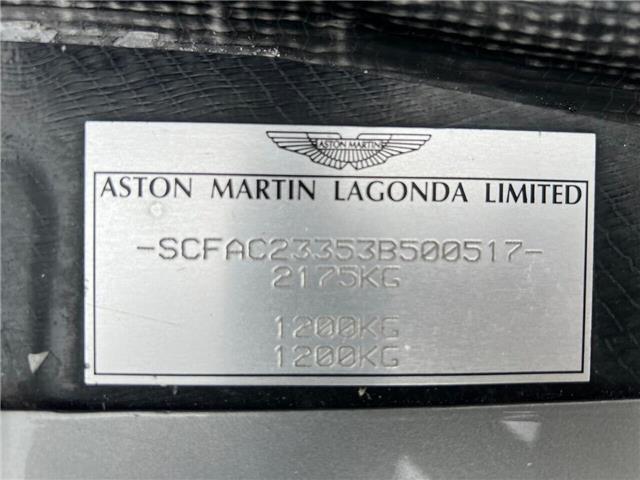 ASTON MARTIN
ASTON MARTIN LAGONDA LIMITED
-SCFAC23353B500517-
2175KG
1200KG
1200KG